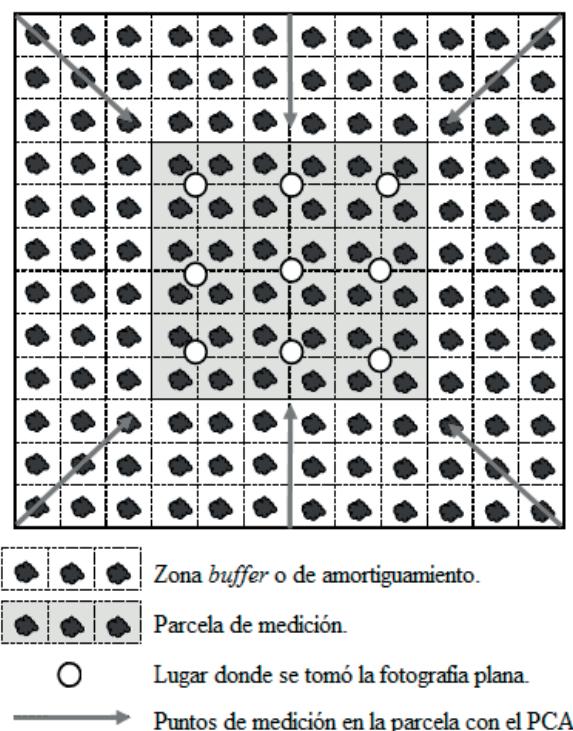 Zona buffer o de amortiguamiento.
Parcela de medición.
Lugar donde se tomó la fotografía plana.
Puntos de medición en la parcela con el PCA